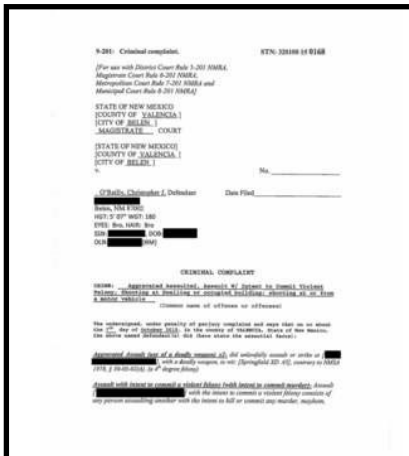 9-201: Criminal complaint. STN: 320100 15 0168
[For use with District Court Rule 5-201 NMRA,
Magistrate Court Rule 6-201 NMRA,
Metropolitan Court Rule 7-201 NMRA and
Municipal Court Rule 8-201 NMRA]
STATE OF NEW MEXICO
[COUNTY OF VALENCIA ]
[CITY OF BELEN ]
MAGISTRATE COURT
[STATE OF NEW MEXICO]
[COUNTY OF VALENCIA ]
[CITY OF BELEN ]
v. No.
O'Reilly, Christopher J, Defendant Date Filed
Belen, NM 87002
HGT: 5' 07" WGT: 180
EYES: Bro, HAIR: Bro
SSN: DOB:
OLN: (NM)
CRIMINAL COMPLAINT
CRIME: Aggravated Assault, Assault W/ Intent to Commit Violent
Felony; Shooting at Dwelling or occupied building; shooting at or from
a motor vehicle
(Common name of offense or offenses)
The undersigned, under penalty of perjury complains and says that on or about
the day of October 2015, in the county of VALENCIA, State of New Mexico,
the above named defendant(s) did (here state the essential facts):
Aggravated Assault (use of a deadly weapon) x2: did unlawfully assault or strike at [
with a deadly weapon, to wit: [Springfield XD .45], contrary to NMSA
1978, § 30-03-02(A). (a 4th degree felony)
Assault with intent to commit a violent felony (with intent to commit murder): Assault
[ with intent to commit a violent felony consists of
any person assaulting another with the intent to kill or commit any murder, mayhem,